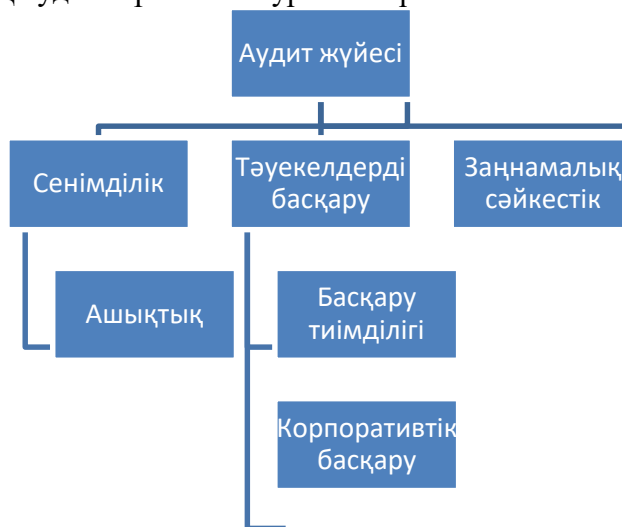 Аудит жүйесі
Сенімділік
Тәуекелдерді
басқару
Заңнамалық
сәйкестік
Ашықтық
Басқару
тиімділігі
Корпоративтік
басқару